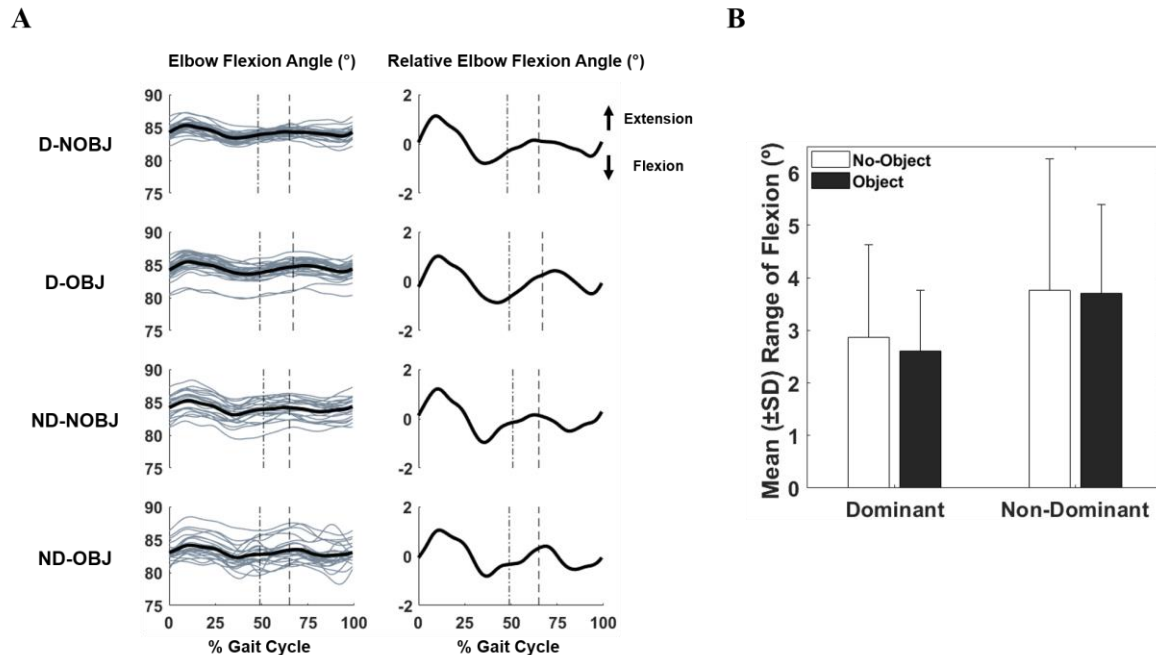 A
B
Elbow Flexion Angle (°)
Relative Elbow Flexion Angle (°)
D-NOBJ
90
85
80
75
2
0
-2
Extension
Flexion
D-OBJ
90
85
80
75
2
0
-2
ND-NOBJ
90
85
80
75
2
0
-2
ND-OBJ
90
85
80
75
2
0
-2
0 25 50 75 100
0 25 50 75 100
% Gait Cycle
% Gait Cycle
Mean (±SD) Range of Flexion (°)
6
5
4
3
2
1
0
No-Object
Object
Dominant Non-Dominant